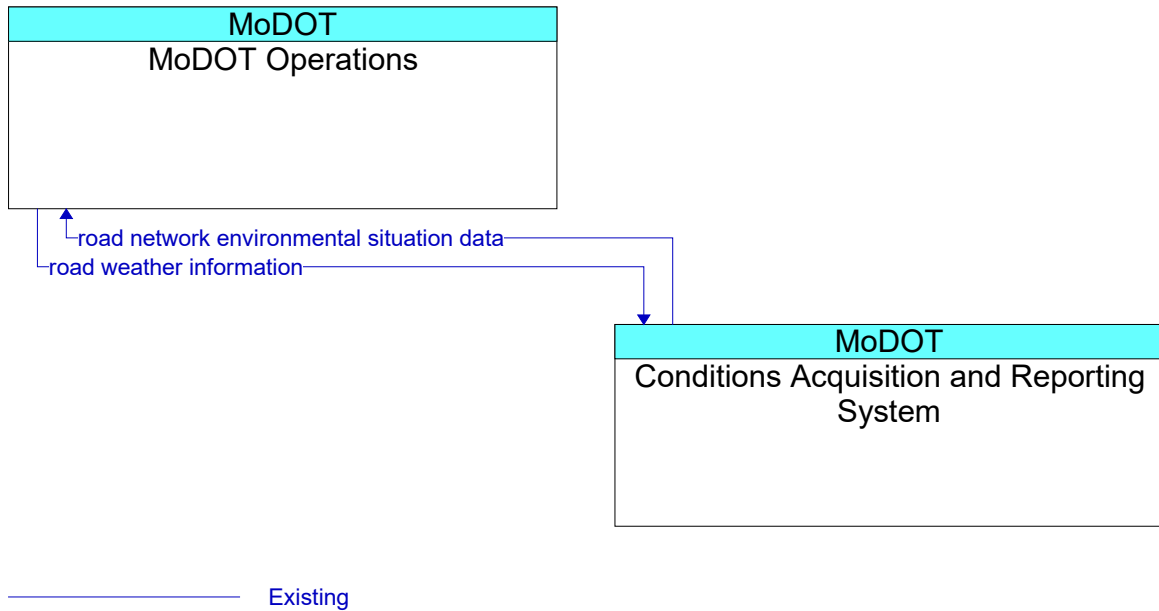 MoDOT
MoDOT Operations
road network environmental situation data
road weather information
MoDOT
Conditions Acquisition and Reporting
System
Existing